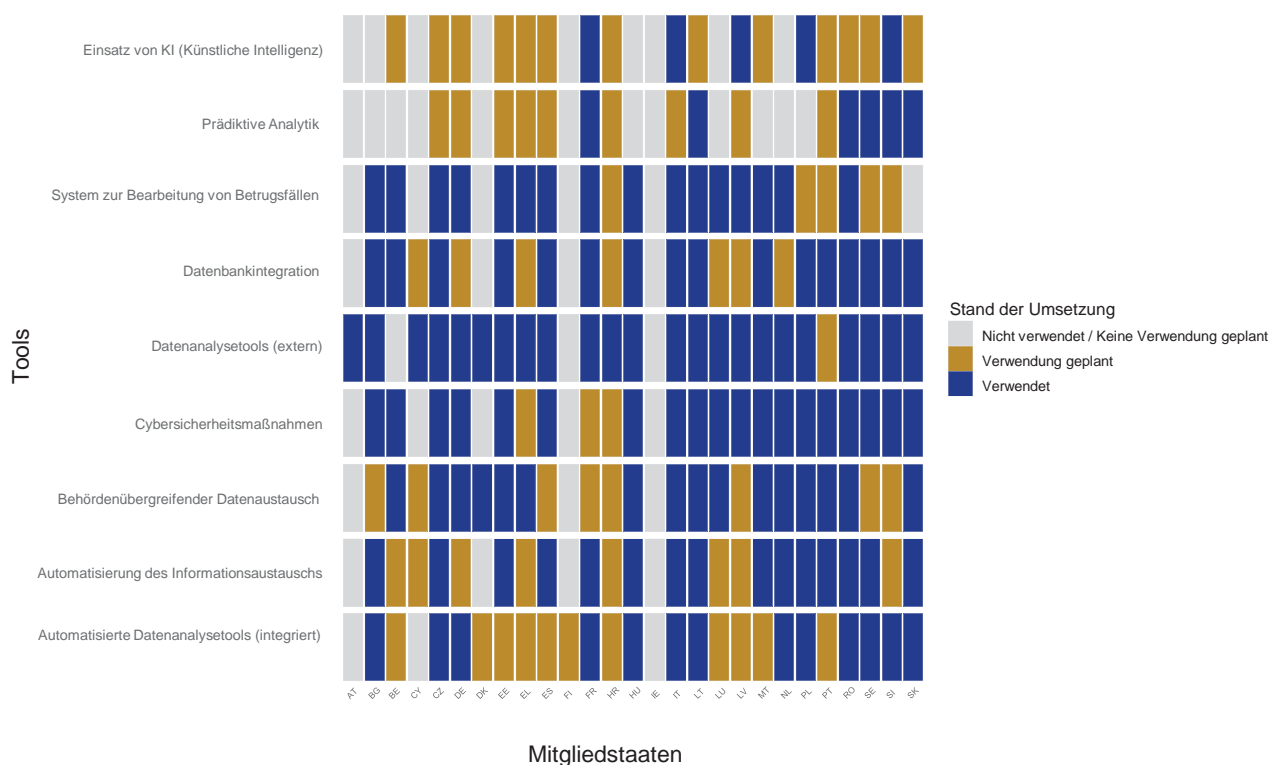 Einsatz von KI (Künstliche Intelligenz)
Prädiktive Analytik
System zur Bearbeitung von Betrugsfällen
Datenbankintegration
Datenanalysetools (extern)
Cybersicherheitsmaßnahmen
Behördenübergreifender Datenaustausch
Automatisierung des Informationsaustauschs
Automatisierte Datenanalysetools (integriert)
Tools
AT BG BE CY CZ DE DK EE EL ES FI FR HR HU IE IT LT LU LV MT NL PL PT RO SE SI SK
Mitgliedstaaten
Stand der Umsetzung
Nicht verwendet / Keine Verwendung geplant
Verwendung geplant
Verwendet